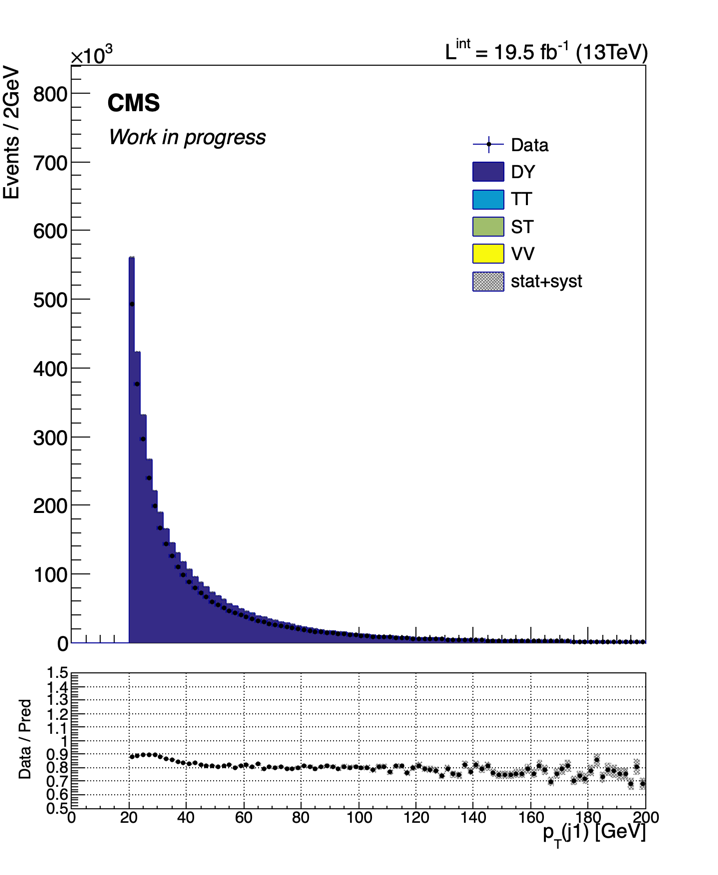 ×10³
L^int = 19.5 fb⁻¹ (13TeV)
Events / 2GeV
800
700
600
500
400
300
200
100
0
CMS
Work in progress
Data
DY
TT
ST
VV
stat+syst
Data / Pred
1.5
1.4
1.3
1.2
1.1
1
0.9
0.8
0.7
0.6
0.5
0 20 40 60 80 100 120 140 160 180 200
p_T(j1) [GeV]